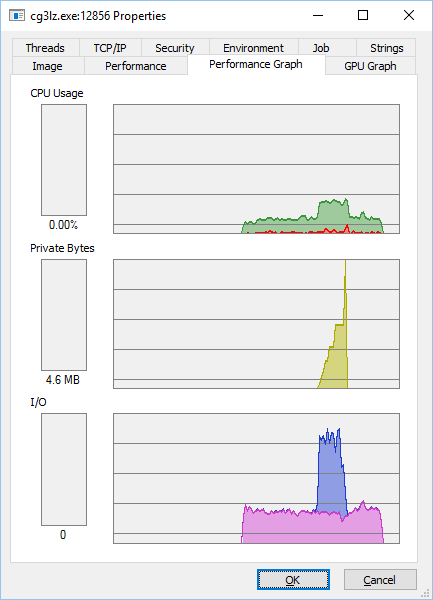 cg3lz.exe:12856 Properties
Threads TCP/IP Security Environment Job Strings
Image Performance Performance Graph GPU Graph
CPU Usage
0.00%
Private Bytes
4.6 MB
I/O
0
OK Cancel